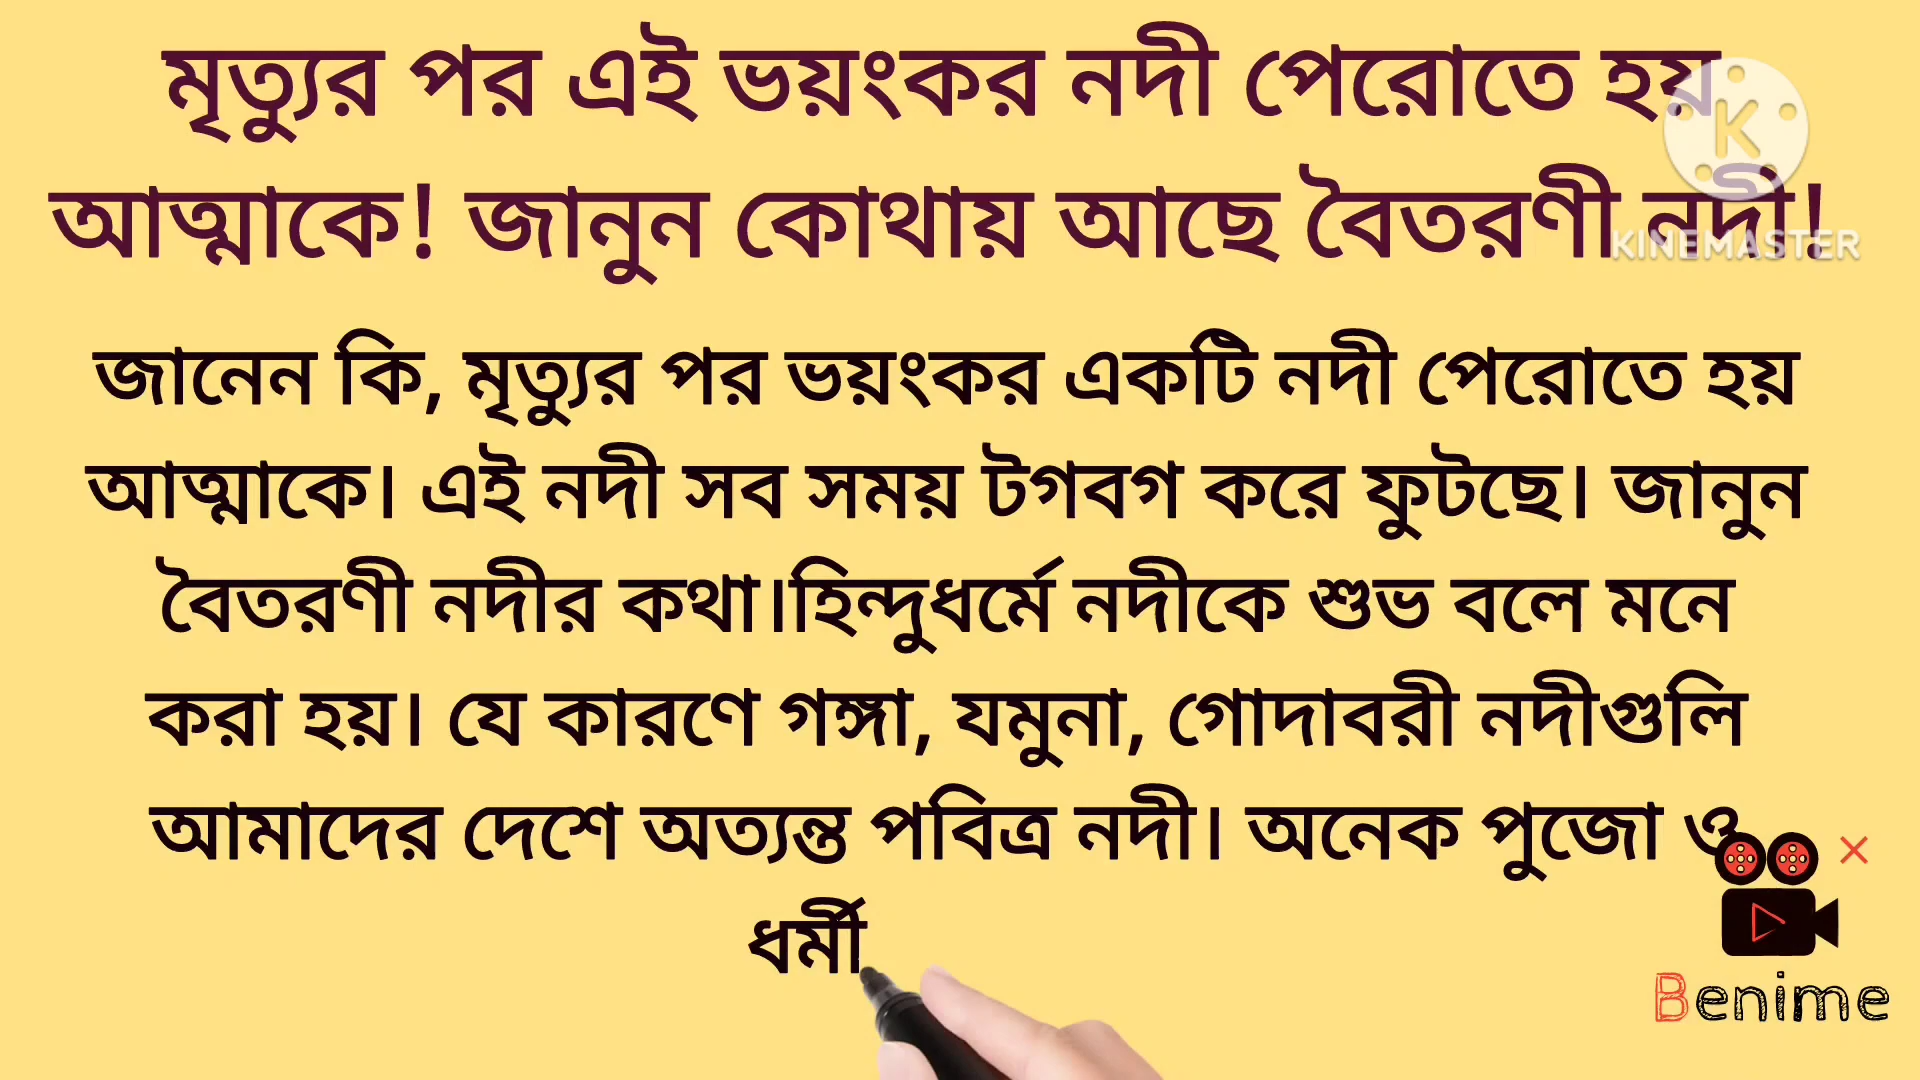 মৃত্যুর পর এই ভয়ংকর নদী পেরোতে হয়
আত্মাকে! জানুন কোথায় আছে বৈতরণী নদী!
KINEMASTER
জানেন কি, মৃত্যুর পর ভয়ংকর একটি নদী পেরোতে হয়
আত্মাকে। এই নদী সব সময় টগবগ করে ফুটছে। জানুন
বৈতরণী নদীর কথা।হিন্দুধর্মে নদীকে শুভ বলে মনে
করা হয়। যে কারণে গঙ্গা, যমুনা, গোদাবরী নদীগুলি
আমাদের দেশে অত্যন্ত পবিত্র নদী। অনেক পুজো ও
ধর্মী
Benime